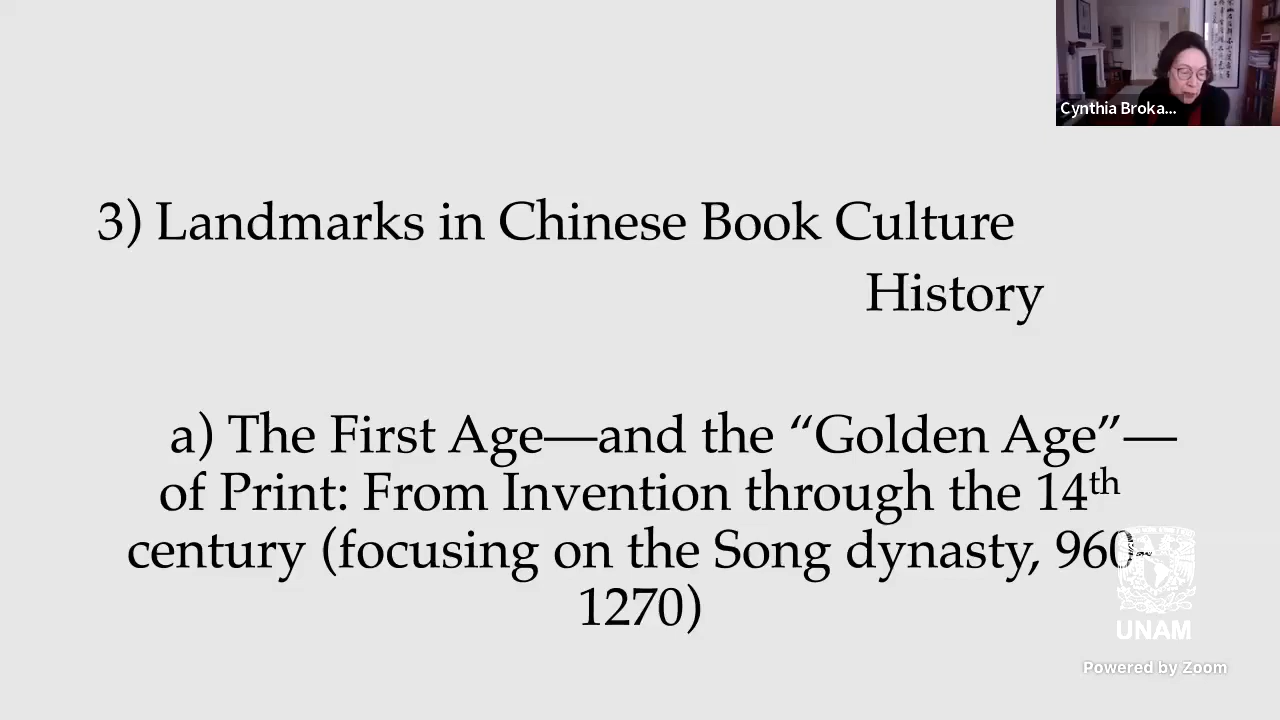 Cynthia Broka...
3) Landmarks in Chinese Book Culture
History
a) The First Age—and the “Golden Age”—
of Print: From Invention through the 14th
century (focusing on the Song dynasty, 960-
1270)
UNAM
Powered by Zoom